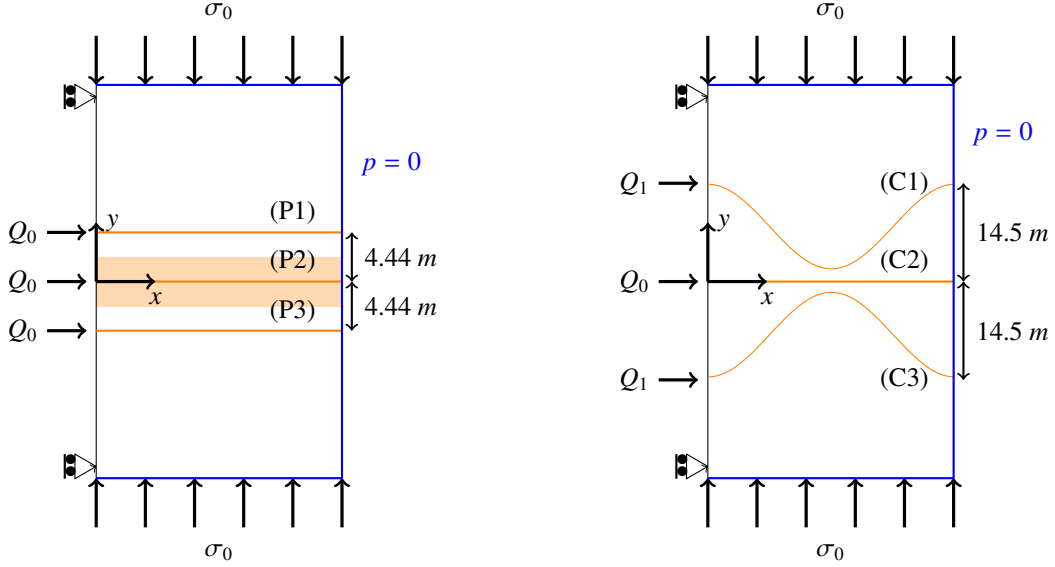 σ₀
p = 0
(P1)
Q₀
y
4.44 m
(P2)
Q₀
x
4.44 m
(P3)
Q₀
σ₀
σ₀
p = 0
Q₁
(C1)
y
14.5 m
(C2)
Q₀
x
14.5 m
Q₁
(C3)
σ₀